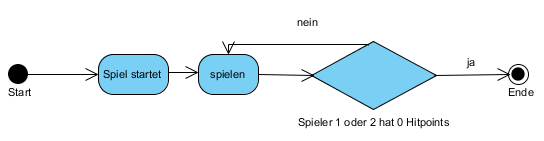 nein
Spiel startet
spielen
ja
Start
Ende
Spieler 1 oder 2 hat 0 Hitpoints